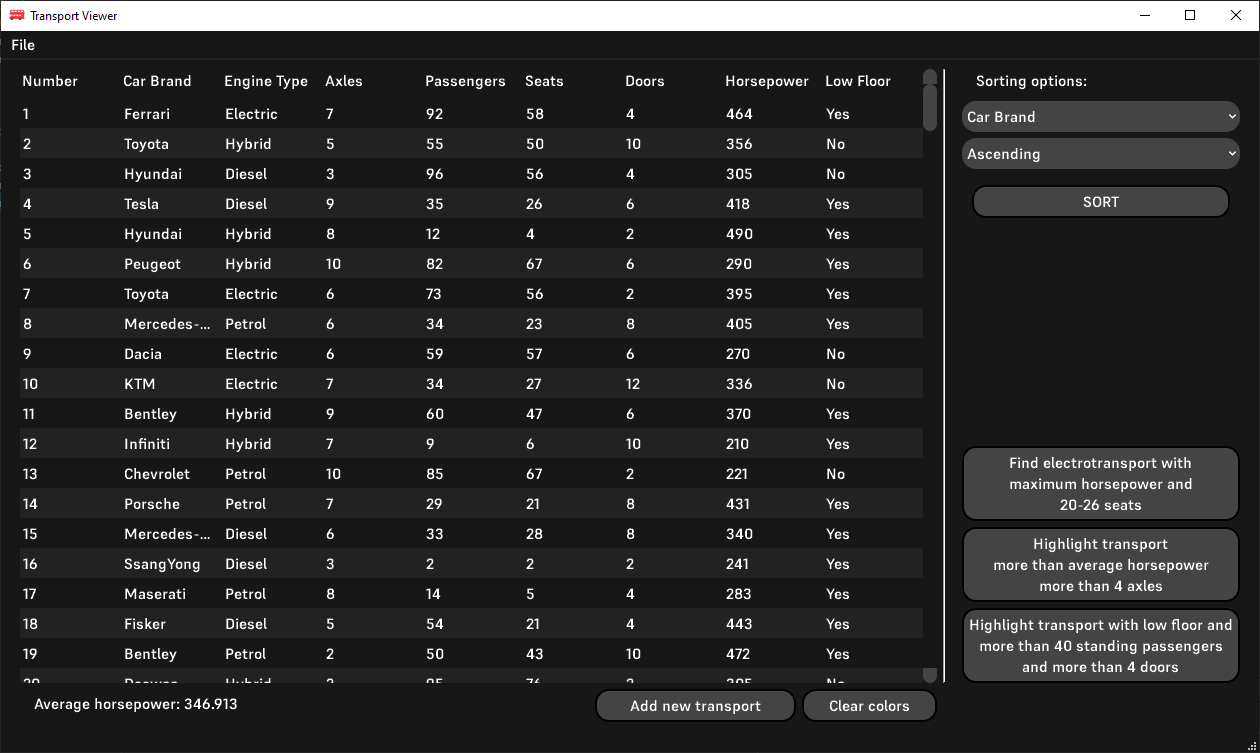 Transport Viewer
File
Number Car Brand Engine Type Axles Passengers Seats Doors Horsepower Low Floor
1 Ferrari Electric 7 92 58 4 464 Yes
2 Toyota Hybrid 5 55 50 10 356 No
3 Hyundai Diesel 3 96 56 4 305 No
4 Tesla Diesel 9 35 26 6 418 Yes
5 Hyundai Hybrid 8 12 4 2 490 Yes
6 Peugeot Hybrid 10 82 67 6 290 Yes
7 Toyota Electric 6 73 56 2 395 Yes
8 Mercedes-... Petrol 6 34 23 8 405 Yes
9 Dacia Electric 6 59 57 6 270 No
10 KTM Electric 7 34 27 12 336 No
11 Bentley Hybrid 9 60 47 6 370 Yes
12 Infiniti Hybrid 7 9 6 10 210 Yes
13 Chevrolet Petrol 10 85 67 2 221 No
14 Porsche Petrol 7 29 21 8 431 Yes
15 Mercedes-... Diesel 6 33 28 8 340 Yes
16 SsangYong Diesel 3 2 2 2 241 Yes
17 Maserati Petrol 8 14 5 4 283 Yes
18 Fisker Diesel 5 54 21 4 443 Yes
19 Bentley Petrol 2 50 43 10 472 Yes
Average horsepower: 346.913
Add new transport
Clear colors
Sorting options:
Car Brand
Ascending
SORT
Find electrotransport with
maximum horsepower and
20-26 seats
Highlight transport
more than average horsepower
more than 4 axles
Highlight transport with low floor and
more than 40 standing passengers
and more than 4 doors